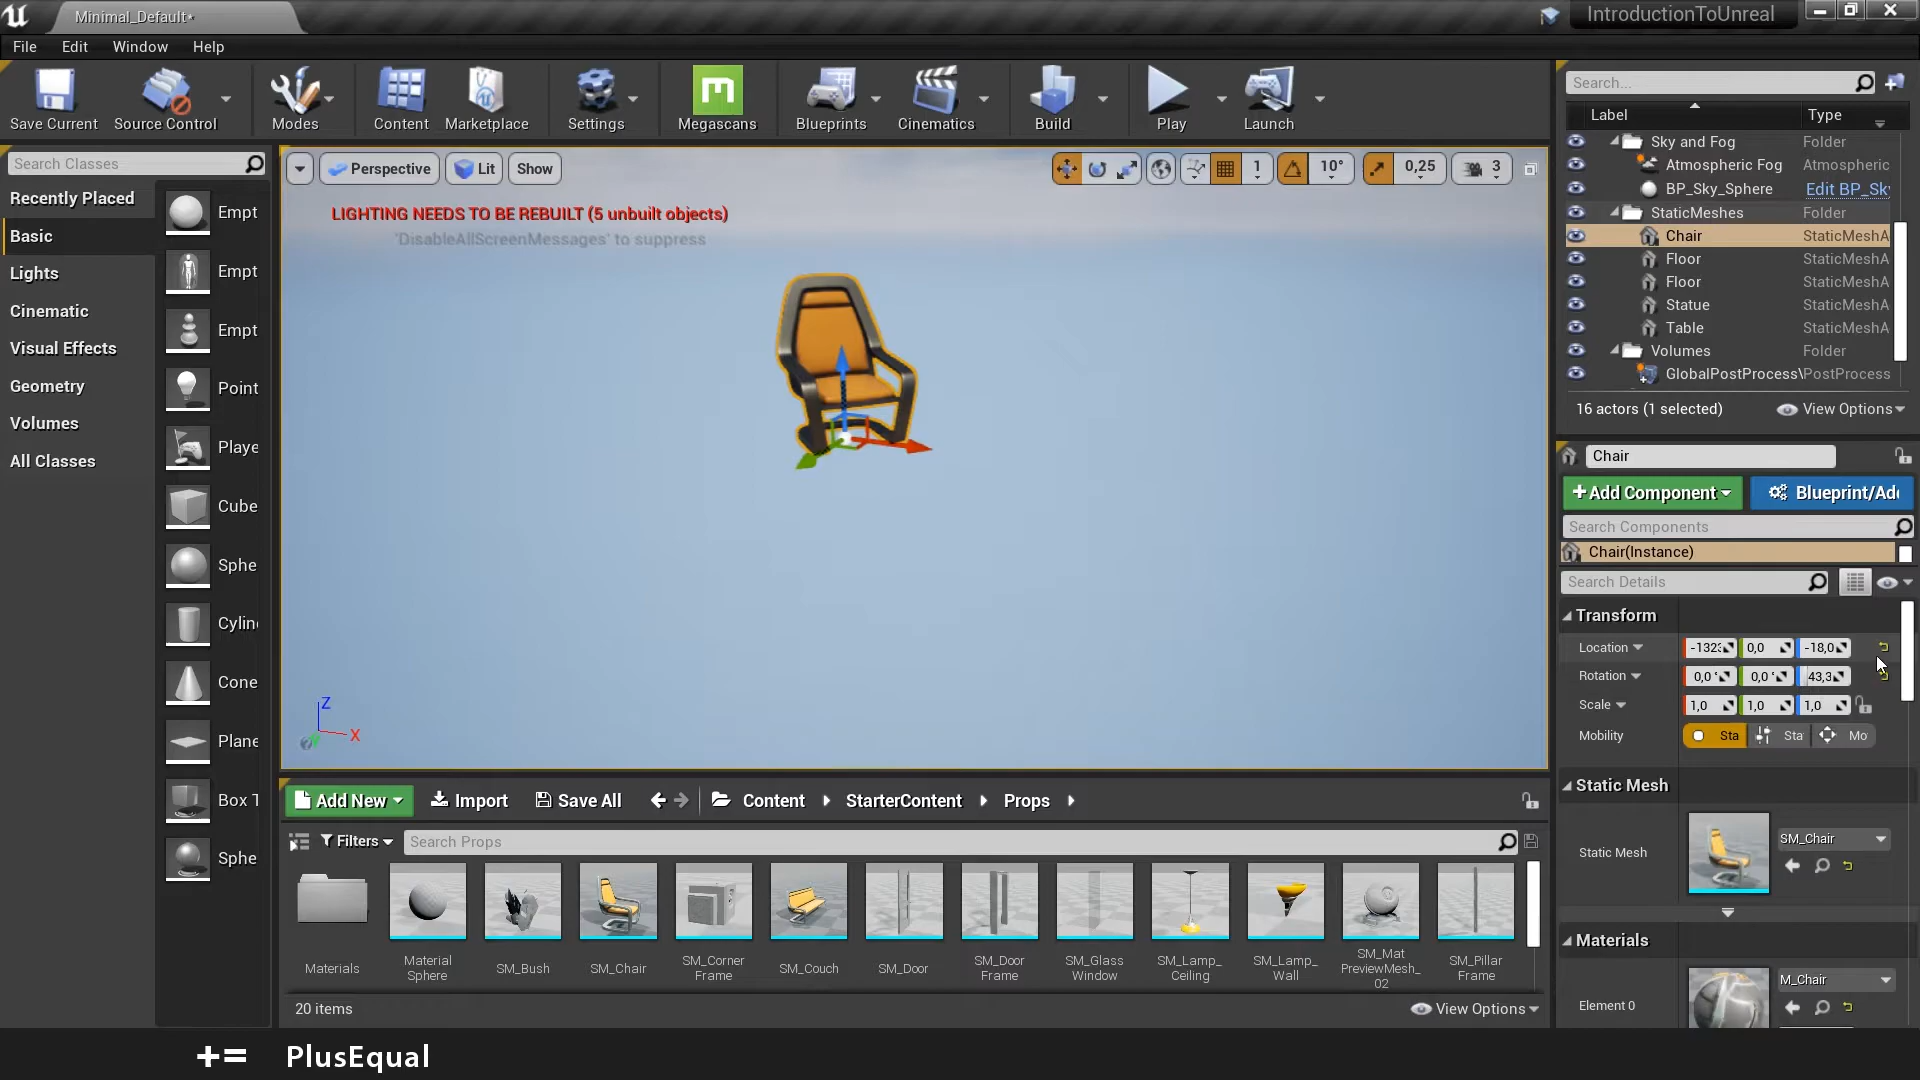 Minimal_Default*
IntroductionToUnreal
File Edit Window Help
Save Current
Source Control
Modes
Content
Marketplace
Settings
Megascans
Blueprints
Cinematics
Build
Play
Launch
Search Classes
Recently Placed
Basic
Lights
Cinematic
Visual Effects
Geometry
Volumes
All Classes
Empt
Empt
Empt
Point
Playe
Cube
Sphe
Cylin
Cone
Plane
Box T
Sphe
Perspective
Lit
Show
1
10°
0,25
3
LIGHTING NEEDS TO BE REBUILT (5 unbuilt objects)
'DisableAllScreenMessages' to suppress
Z
X
Y
Add New
Import
Save All
Content
StarterContent
Props
Filters
Search Props
Materials
Material
Sphere
SM_Bush
SM_Chair
SM_Corner
Frame
SM_Couch
SM_Door
SM_Door
Frame
SM_Glass
Window
SM_Lamp_
Ceiling
SM_Lamp_
Wall
SM_Mat
PreviewMesh_
02
SM_Pillar
Frame
20 items
View Options
Search...
Label Type
Sky and Fog Folder
Atmospheric Fog Atmospheric
BP_Sky_Sphere Edit BP_Sky
StaticMeshes Folder
Chair StaticMeshA
Floor StaticMeshA
Floor StaticMeshA
Statue StaticMeshA
Table StaticMeshA
Volumes Folder
GlobalPostProcessV PostProcess
16 actors (1 selected)
View Options
Chair
+Add Component
Blueprint/Add
Search Components
Chair(Instance)
Search Details
Transform
Location -1323 0,0 -18,0
Rotation 0,0 ° 0,0 ° 43,3
Scale 1,0 1,0 1,0
Mobility Sta Sta Mo
Static Mesh
Static Mesh
SM_Chair
Materials
Element 0
M_Chair
+= PlusEqual